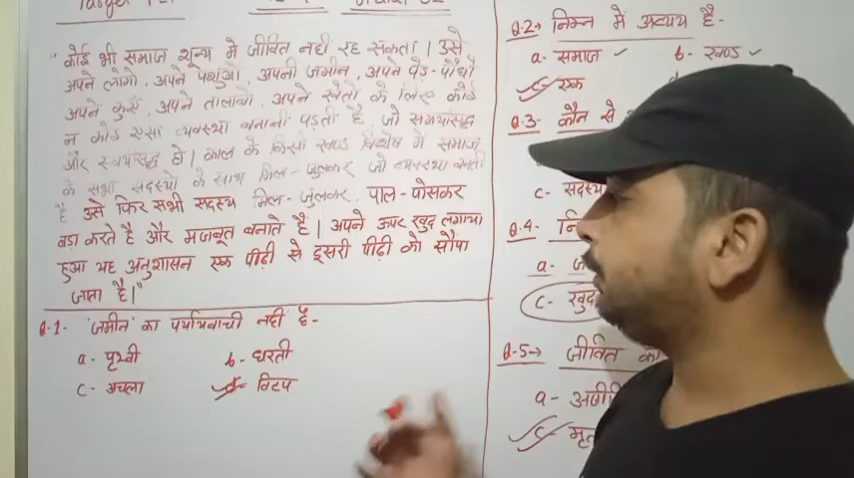 " कोई भी समाज शून्य में जीवित नहीं रह सकता। उसे
अपने लोगों, अपने पशुओं, अपनी जमीन, अपने पेड़-पौधों
अपने कुएँ, अपने तालाबों, अपने खेतों के लिए कोई
न कोई ऐसी व्यवस्था बनानी पड़ती है, जो समयसिद्ध
और स्वयंसिद्ध हो। काल के किसी खण्ड विशेष में समाज
के सभी सदस्यों के साथ मिल-जुलकर जो व्यवस्था बनती
है उसे फिर सभी सदस्य मिल-जुलकर, पाल-पोसकर
बड़ा करते है और मजबूत बनाते है। अपने ऊपर खुद लगाया
हुआ यह अनुशासन एक पीढ़ी से दूसरी पीढ़ी को सौंपा
जाता है।"
Q.1- 'जमीन' का पर्यायवाची नहीं है-
a- पृथ्वी b- धरती
c- अचला d- विटप
Q.2→ निम्न में अव्यय है-
a- समाज b- खण्ड
c- एक
Q.3- कौन से
c- सदस्य
Q.4-
a-
c- खुद
Q.5→ जीवित का
a-
c-